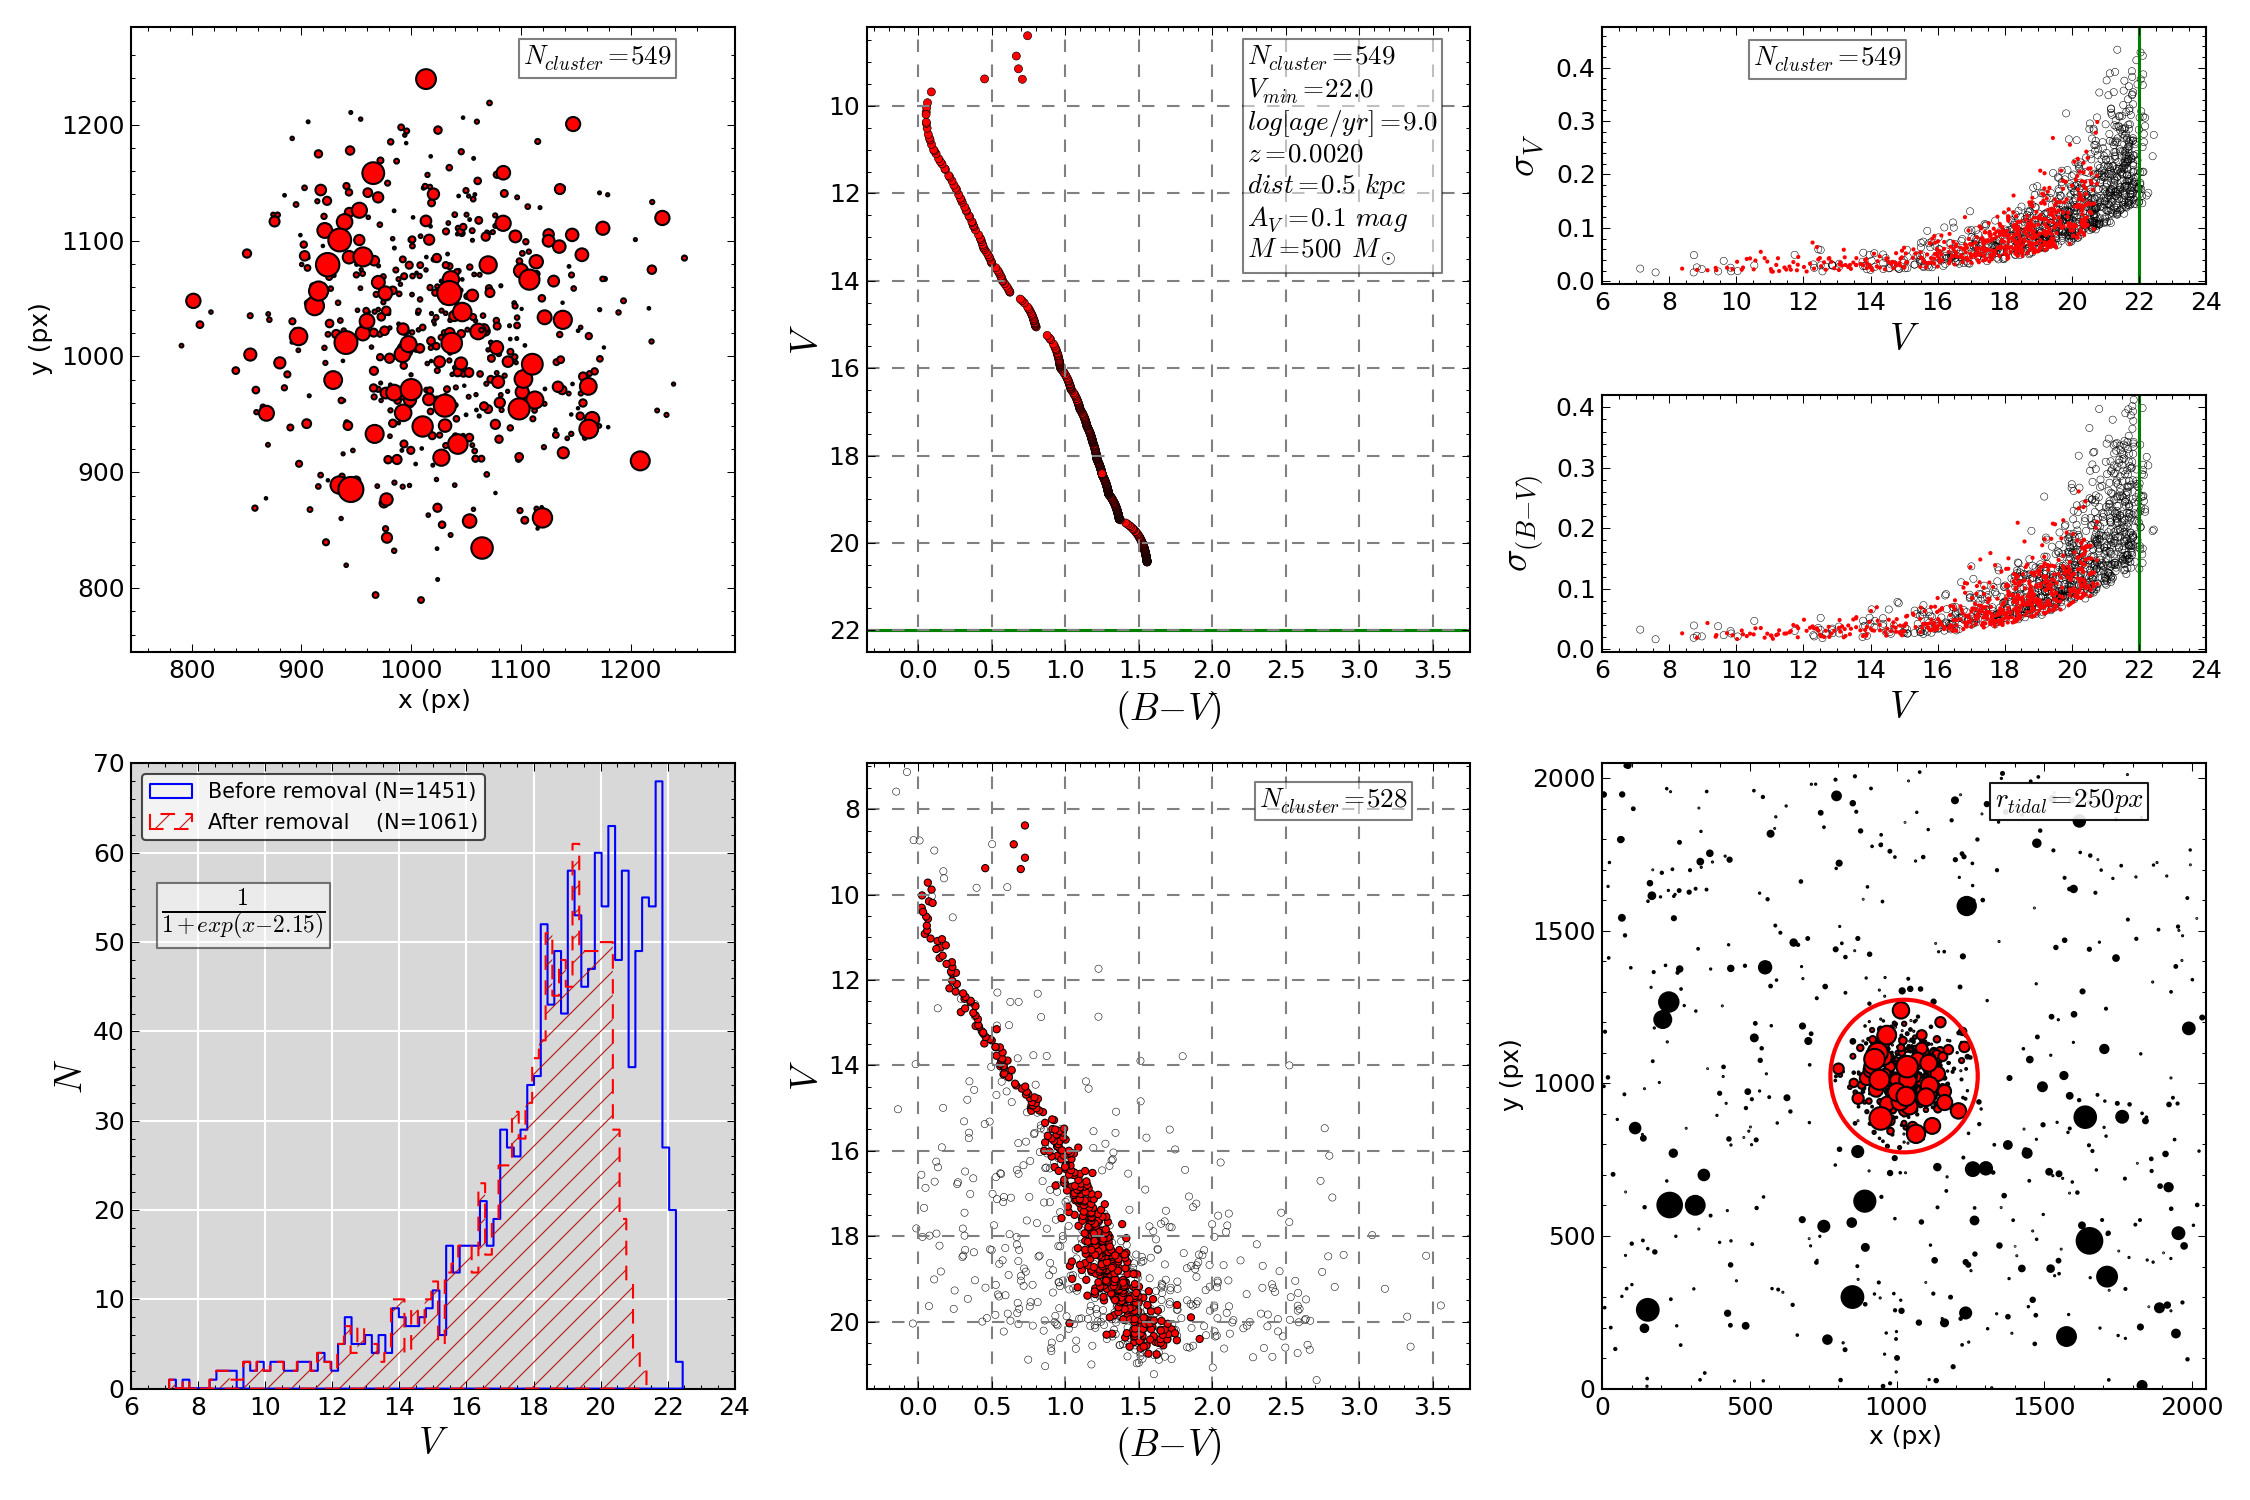 N_cluster=549
1200
1100
1000
900
800
y (px)
800 900 1000 1100 1200
x (px)
N_cluster=549
V_min=22.0
log[age/yr]=9.0
z=0.0020
dist=0.5 kpc
A_V=0.1 mag
M=500 M_⊙
10
12
14
16
18
20
22
V
0.0 0.5 1.0 1.5 2.0 2.5 3.0 3.5
(B−V)
N_cluster=549
0.4
0.3
0.2
0.1
0.0
σ_V
6 8 10 12 14 16 18 20 22 24
V
0.4
0.3
0.2
0.1
0.0
σ_(B−V)
6 8 10 12 14 16 18 20 22 24
V
Before removal (N=1451)
After removal (N=1061)
1
1+exp(x−2.15)
70
60
50
40
30
20
10
0
N
6 8 10 12 14 16 18 20 22 24
V
N_cluster=528
8
10
12
14
16
18
20
V
0.0 0.5 1.0 1.5 2.0 2.5 3.0 3.5
(B−V)
r_tidal=250px
2000
1500
1000
500
0
y (px)
0 500 1000 1500 2000
x (px)